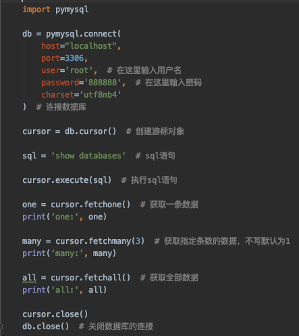 import pymysql
db = pymysql.connect(
host="localhost",
port=3306,
user='root', # 在这里输入用户名
password='888888', # 在这里输入密码
charset='utf8mb4'
) # 连接数据库
cursor = db.cursor() # 创建游标对象
sql = 'show databases' # sql语句
cursor.execute(sql) # 执行sql语句
one = cursor.fetchone() # 获取一条数据
print('one:', one)
many = cursor.fetchmany(3) # 获取指定条数的数据，不写默认为1
print('many:', many)
all = cursor.fetchall() # 获取全部数据
print('all:', all)
cursor.close()
db.close() # 关闭数据库的连接